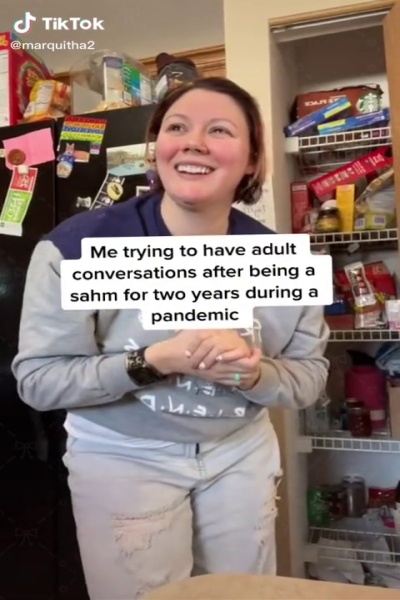 TikTok
@marquitha2
Me trying to have adult
conversations after being a
sahm for two years during a
pandemic